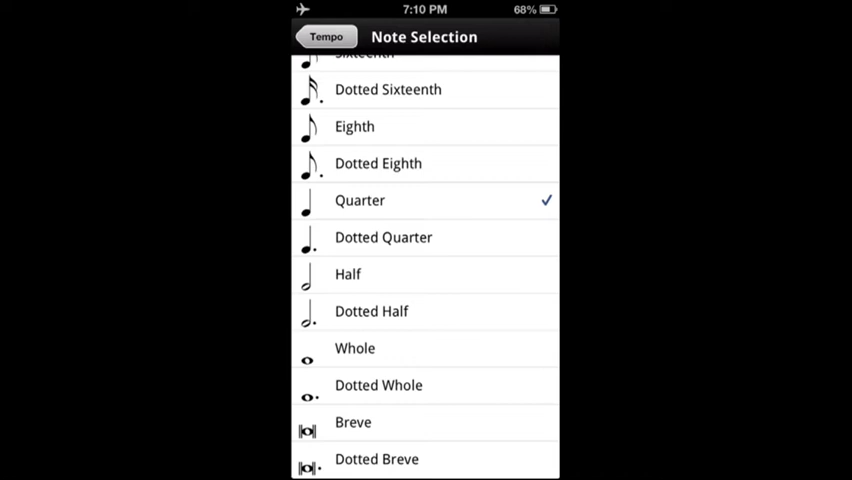 7:10 PM 68%
Tempo Note Selection
Sixteenth
Dotted Sixteenth
Eighth
Dotted Eighth
Quarter
Dotted Quarter
Half
Dotted Half
Whole
Dotted Whole
Breve
Dotted Breve